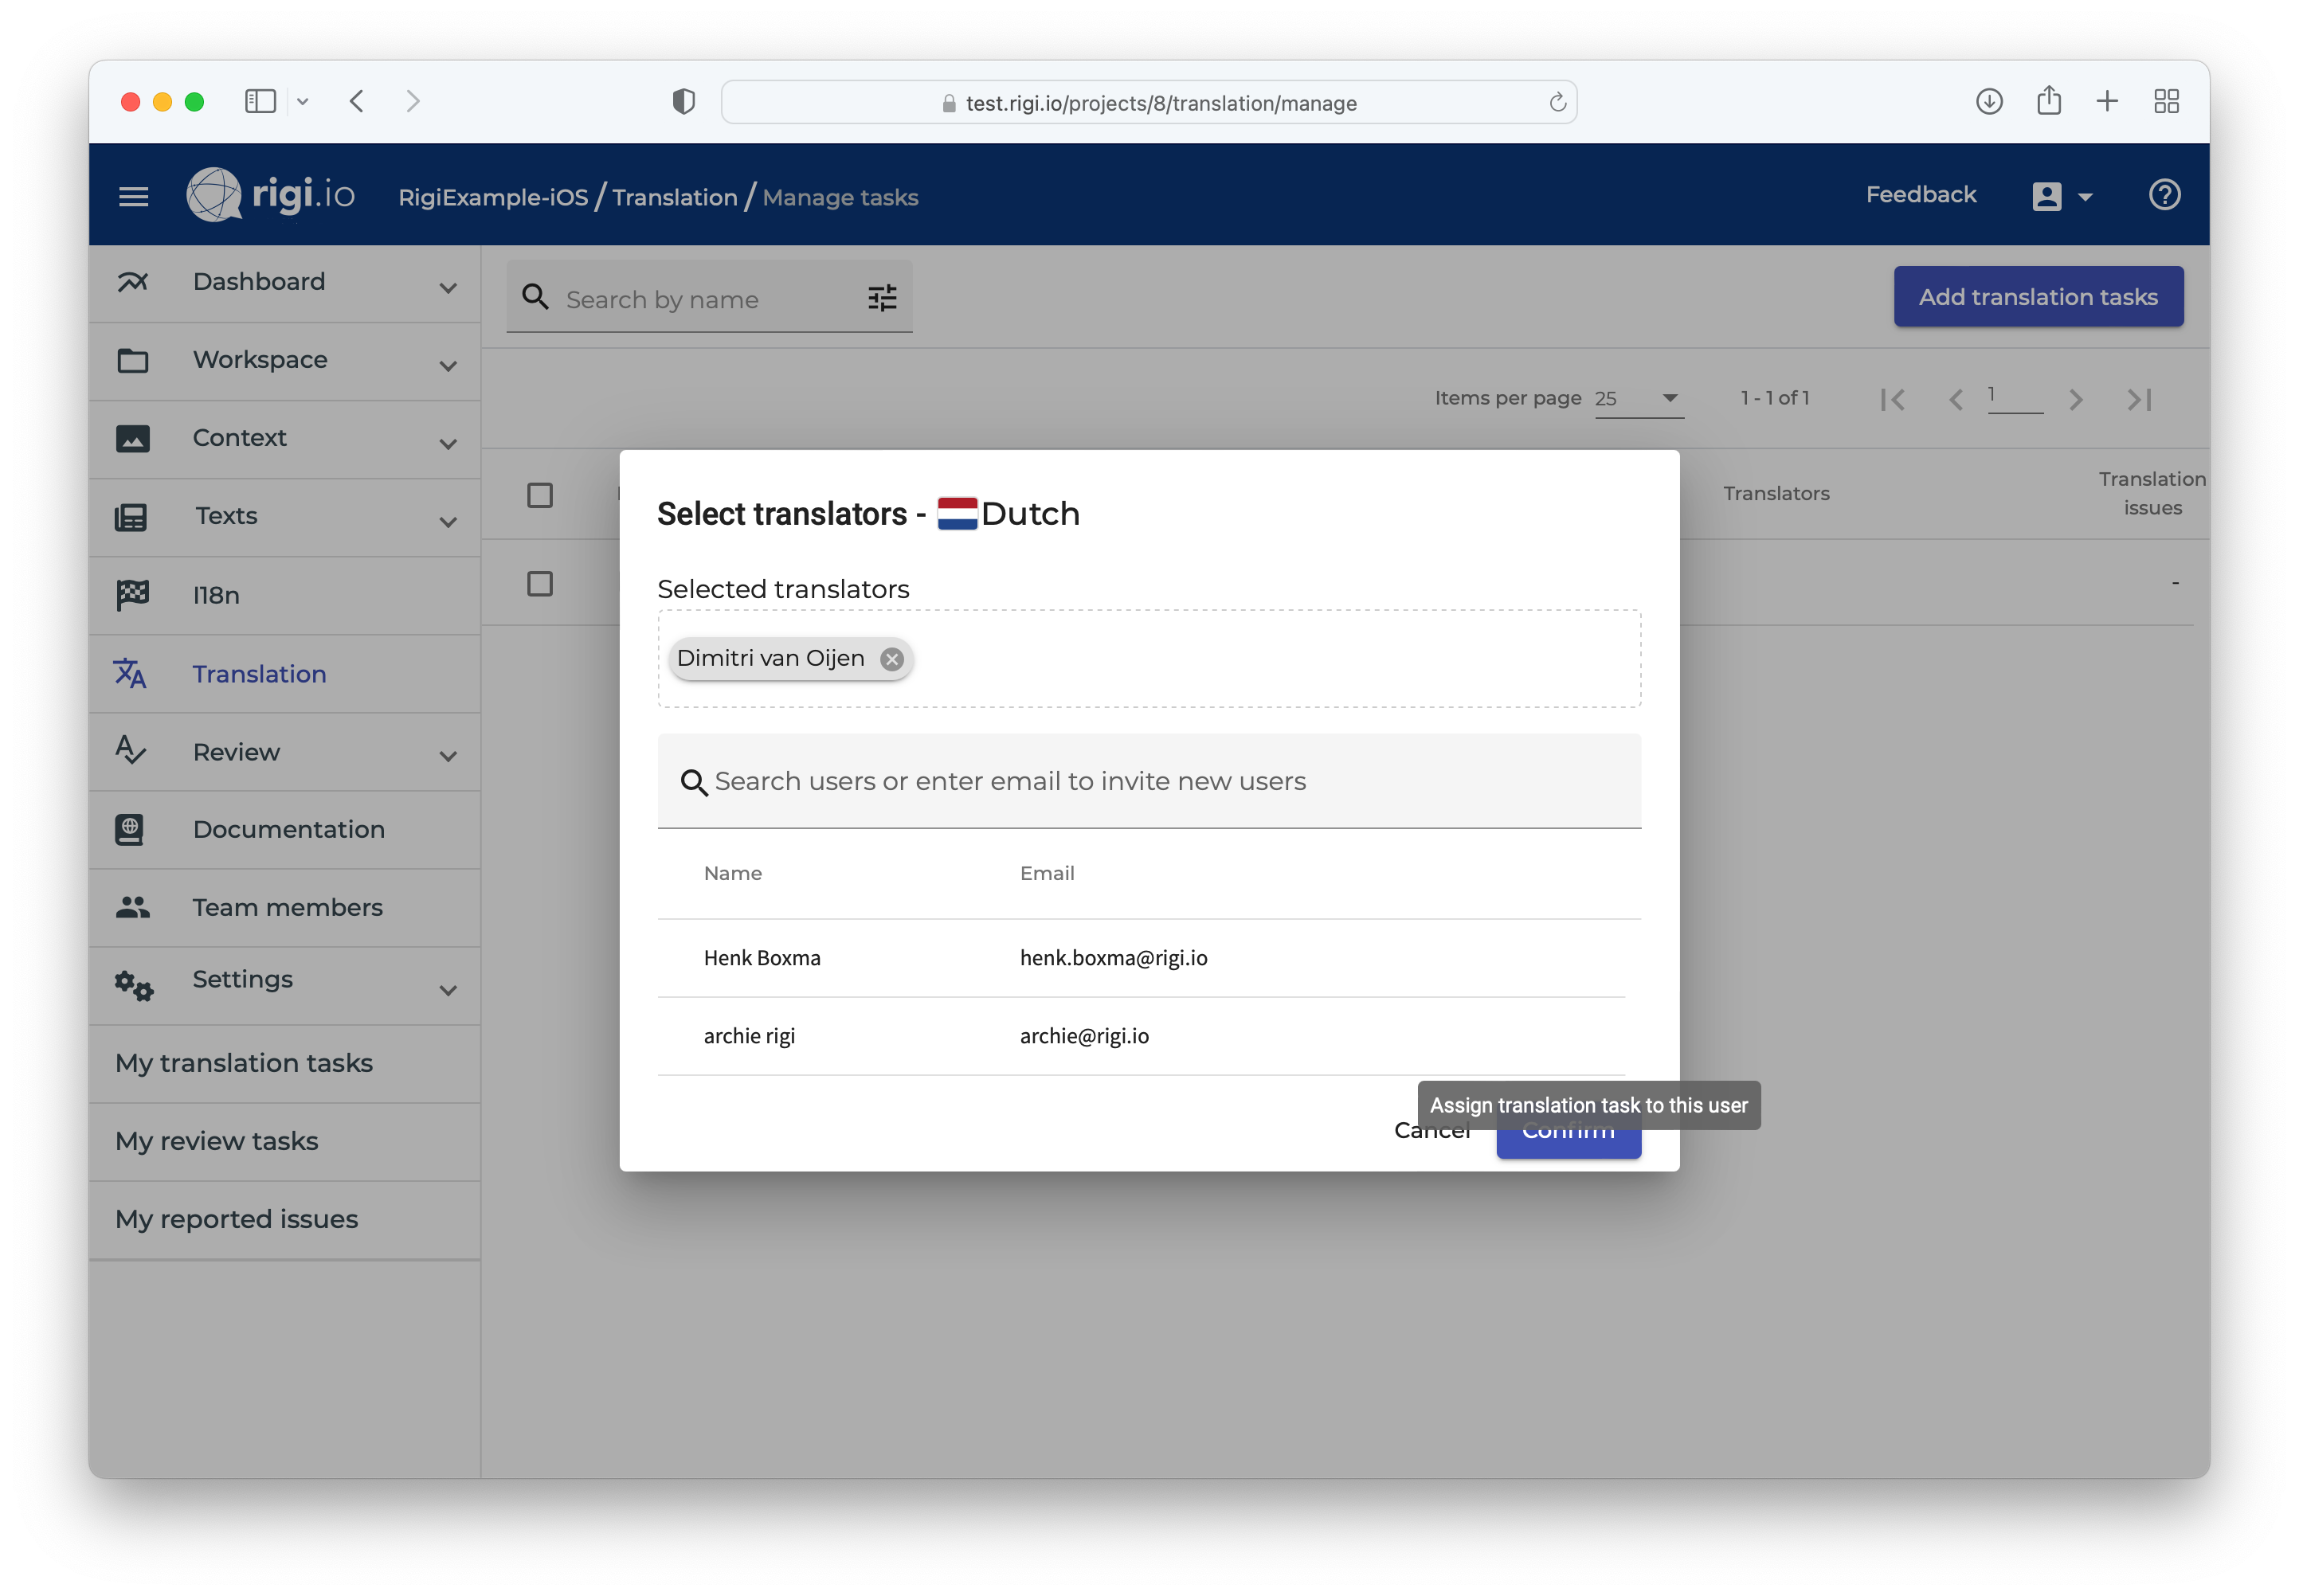 test.rigi.io/projects/8/translation/manage
rigi.io
RigiExample-iOS / Translation / Manage tasks
Feedback
Dashboard
Workspace
Context
Texts
I18n
Translation
Review
Documentation
Team members
Settings
My translation tasks
My review tasks
My reported issues
Search by name
Add translation tasks
Items per page 25
1 - 1 of 1
1
Translators
Translation
issues
-
Select translators - Dutch
Selected translators
Dimitri van Oijen
Search users or enter email to invite new users
Name Email
Henk Boxma henk.boxma@rigi.io
archie rigi archie@rigi.io
Assign translation task to this user
Cancel Confirm